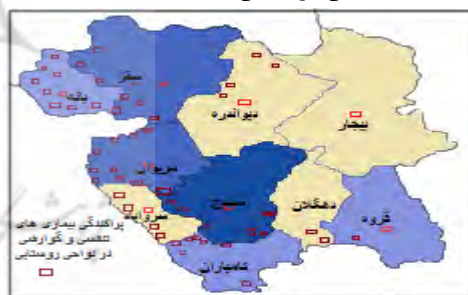 سقز
بانه
دیواندره
بیجار
مریوان
سنندج
سروآباد
دهگلان
قروه
کامیاران
پراکندگی بیماری های
تنفسی و گوارشی
در نواحی روستایی